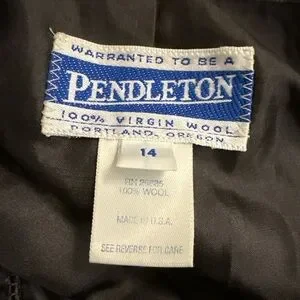 WARRANTED TO BE A
PENDLETON
100% VIRGIN WOOL
PORTLAND, OREGON
14
100% WOOL
MADE IN U.S.A.
SEE REVERSE FOR CARE